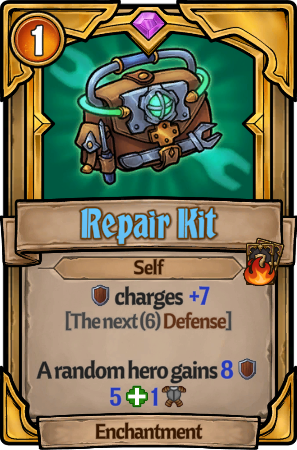 1
Repair Kit
Self
charges +7
[The next (6) Defense]
A random hero gains 8
5 1
Enchantment